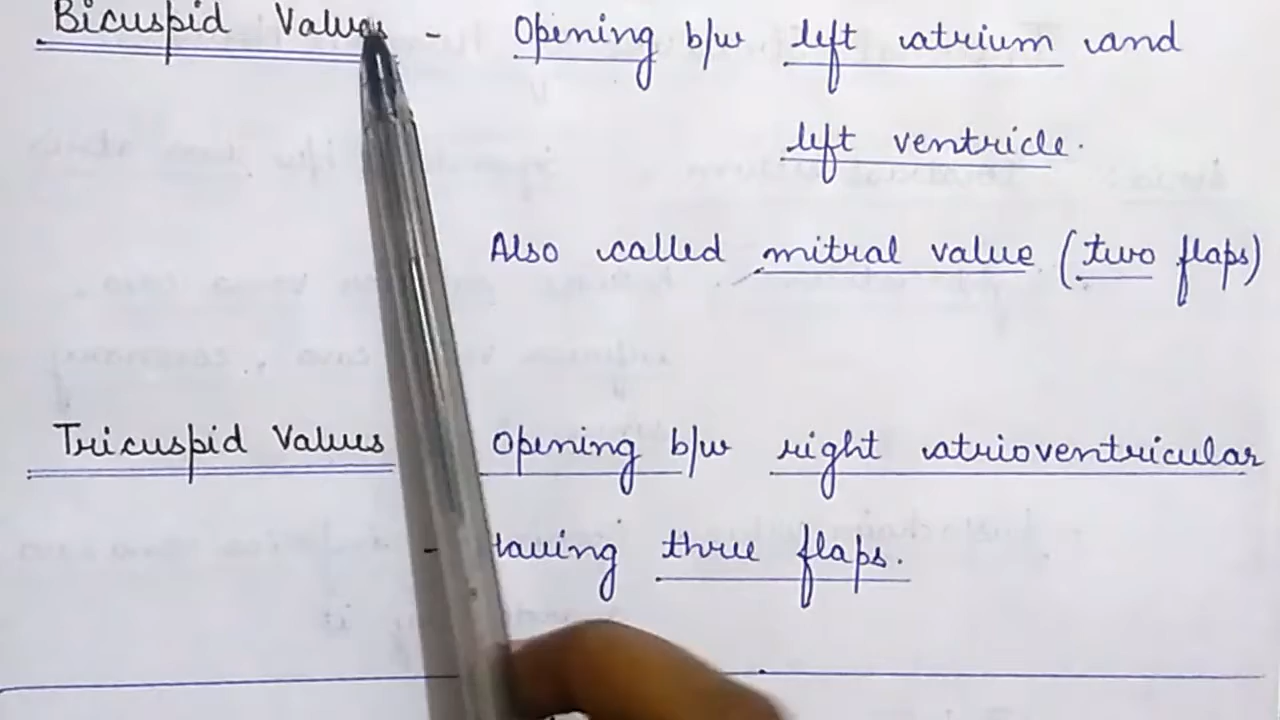 Bicuspid Valves - Opening b/w left atrium and
left ventricle.
Also called mitral value (two flaps)
Tricuspid Values Opening b/w right atrioventricular
- Having three flaps.